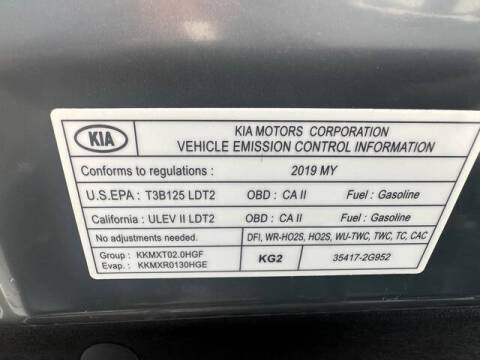 KIA
KIA MOTORS CORPORATION
VEHICLE EMISSION CONTROL INFORMATION
Conforms to regulations : 2019 MY
U.S.EPA : T3B125 LDT2 OBD : CA II Fuel : Gasoline
California : ULEV II LDT2 OBD : CA II Fuel : Gasoline
No adjustments needed. DFI, WR-HO2S, HO2S, WU-TWC, TWC, TC, CAC
Group : KKMXT02.0HGF
Evap. : KKMXR0130HGE
KG2 35417-2G952